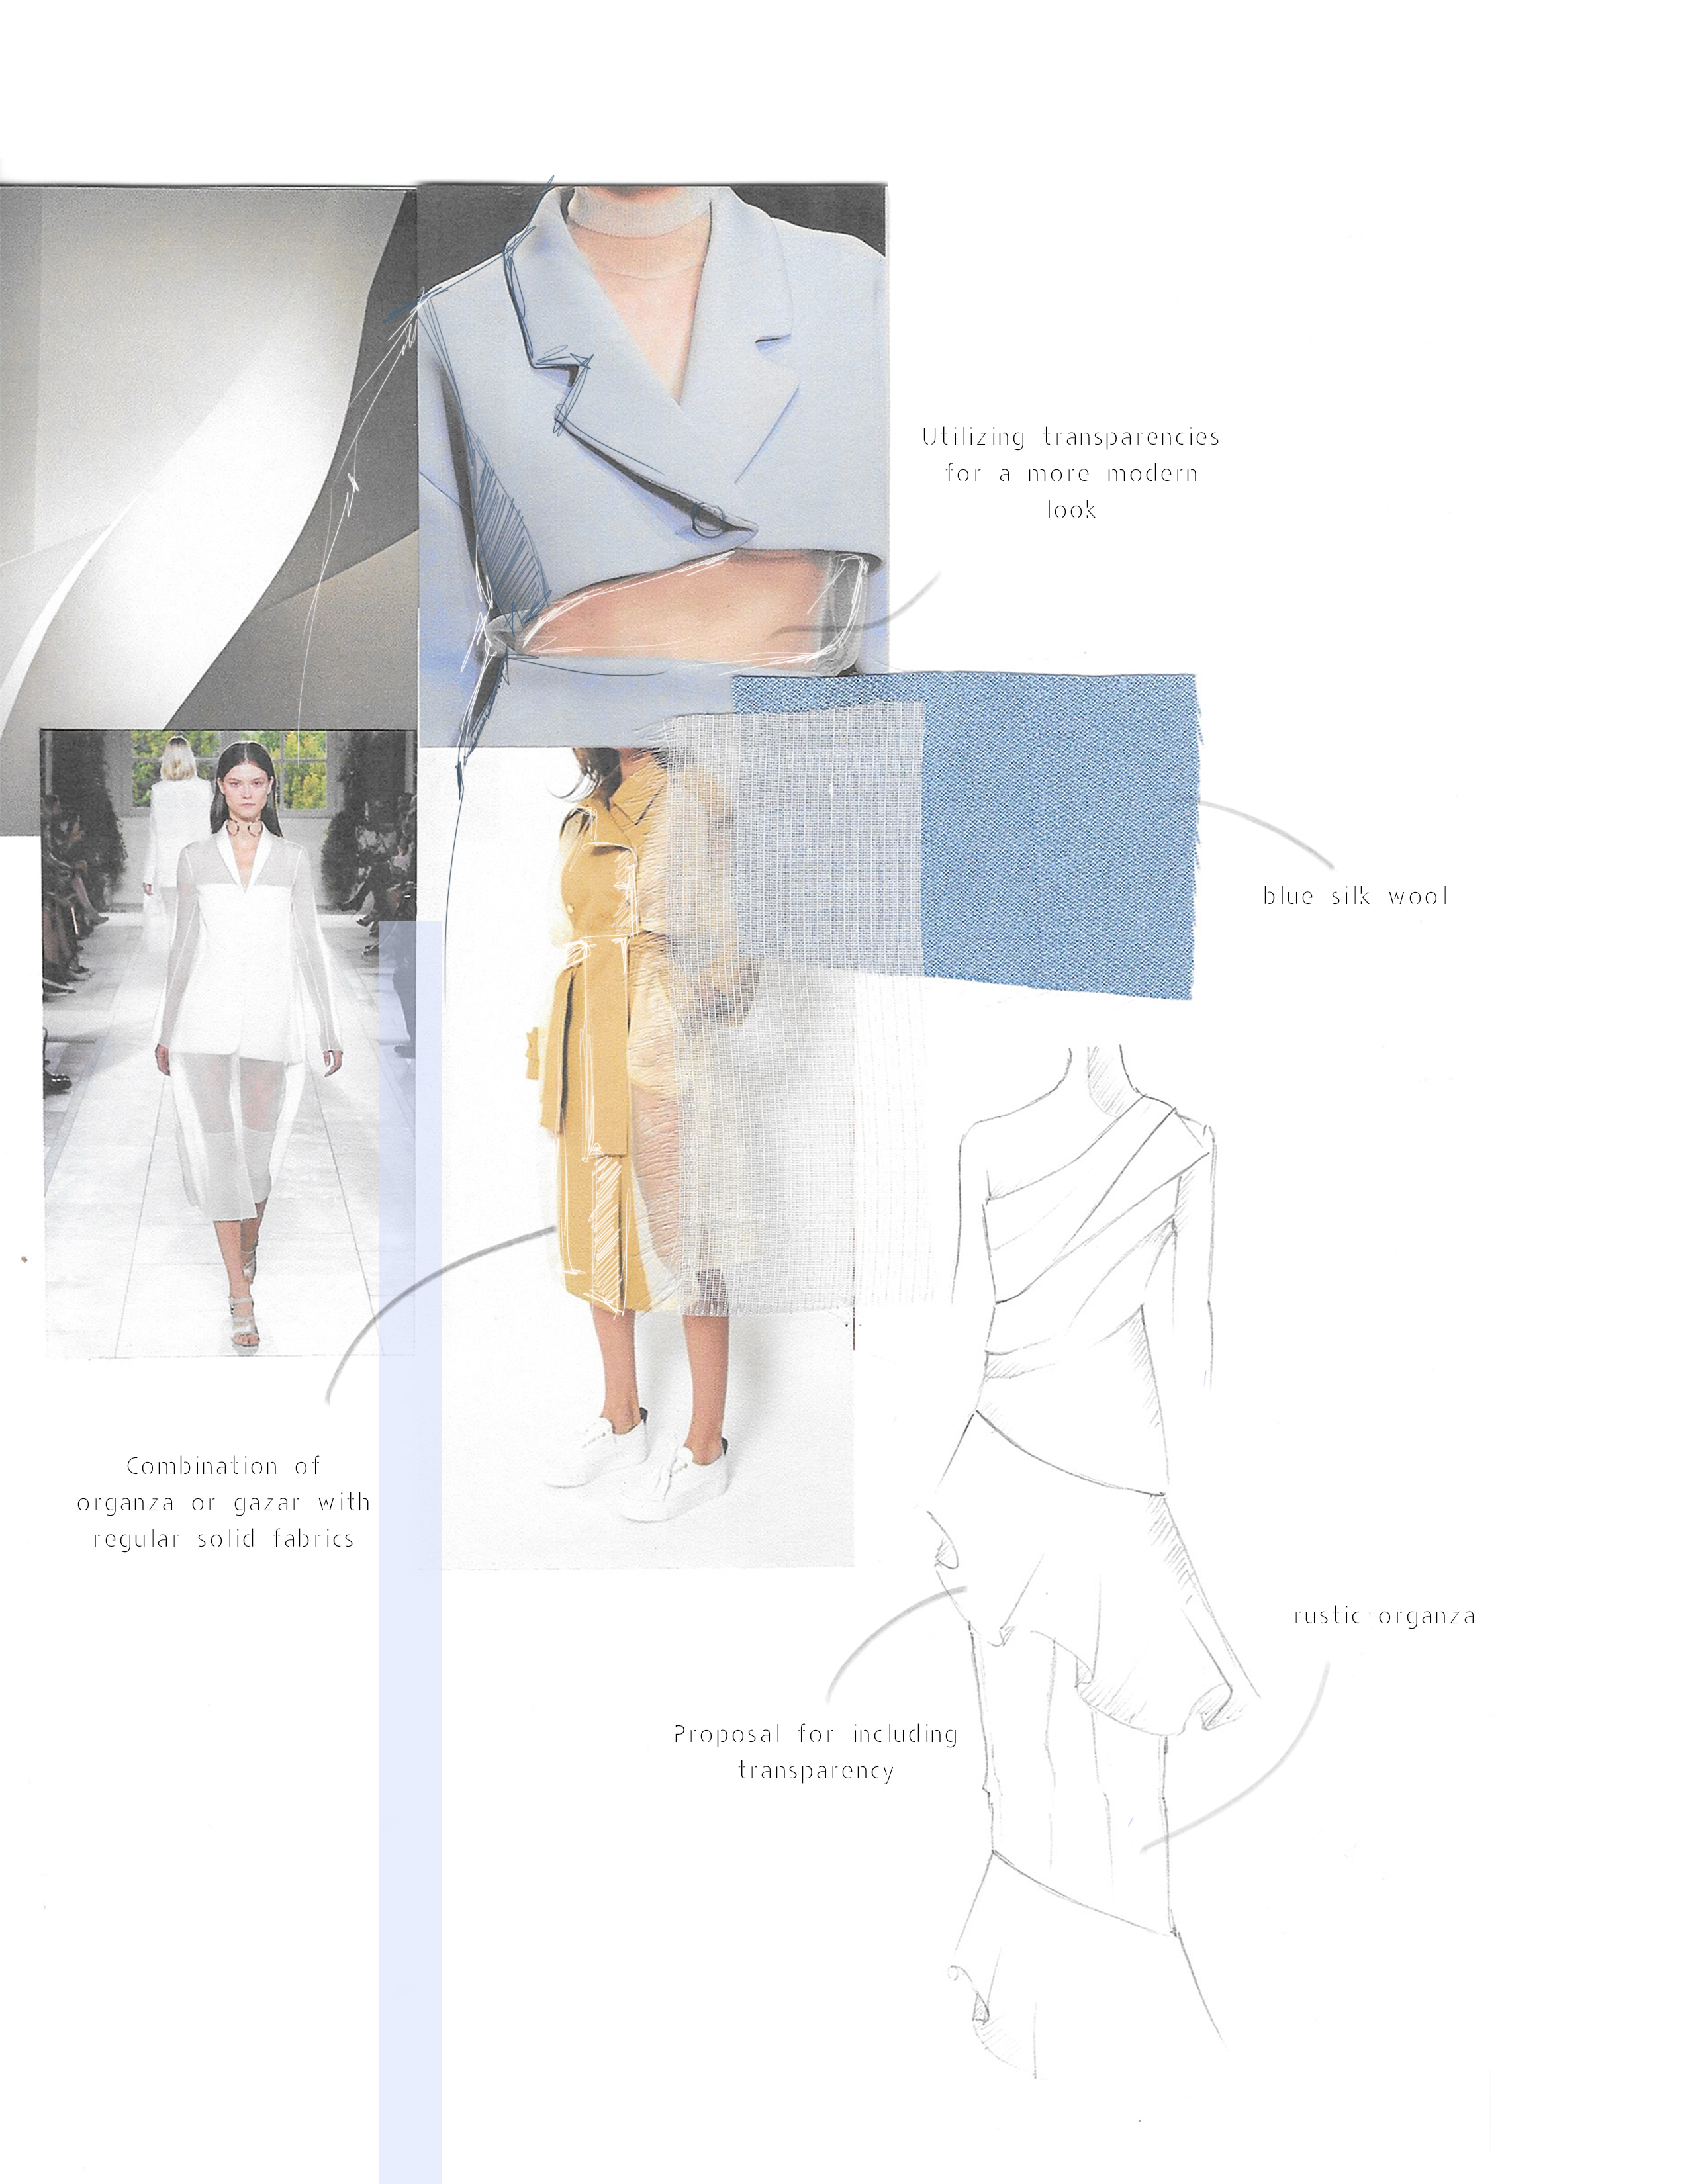 Utilizing transparencies
for a more modern
look
blue silk wool
Combination of
organza or gazar with
regular solid fabrics
rustic organza
Proposal for including
transparency